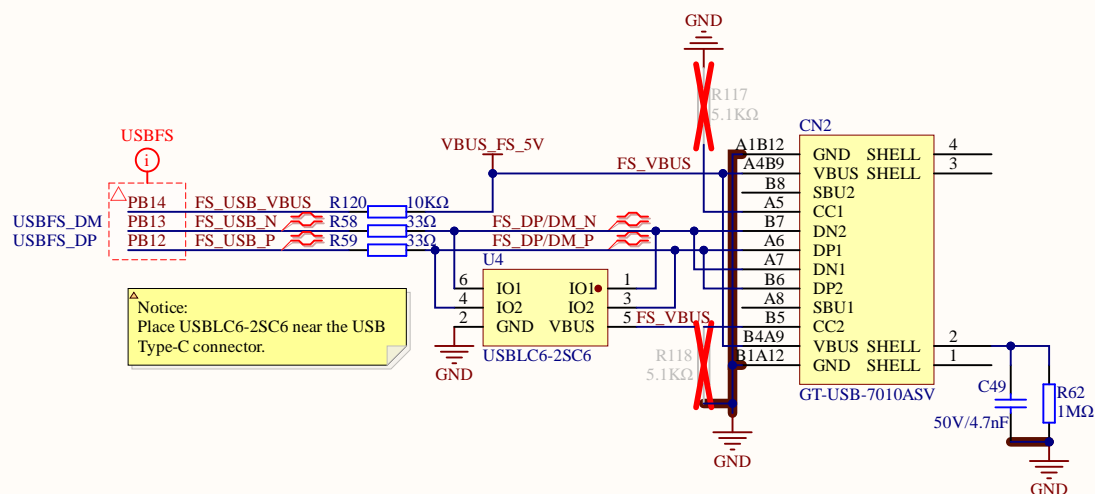 GND
R117
5.1KΩ
CN2
USBFS
i
VBUS_FS_5V
A1B12 GND SHELL 4
FS_VBUS A4B9 VBUS SHELL 3
B8 SBU2
PB14 FS_USB_VBUS R120 10KΩ A5 CC1
USBFS_DM PB13 FS_USB_N R58 33Ω FS_DP/DM_N B7 DN2
USBFS_DP PB12 FS_USB_P R59 33Ω FS_DP/DM_P A6 DP1
U4 A7 DN1
6 IO1 IO1 1 B6 DP2
4 IO2 IO2 3 A8 SBU1
2 GND VBUS 5 FS_VBUS B5 CC2
USBLC6-2SC6
GND
Notice:
Place USBLC6-2SC6 near the USB
Type-C connector.
R118
5.1KΩ
B4A9 VBUS SHELL 2
B1A12 GND SHELL 1
GT-USB-7010ASV
C49
50V/4.7nF
R62
1MΩ
GND
GND